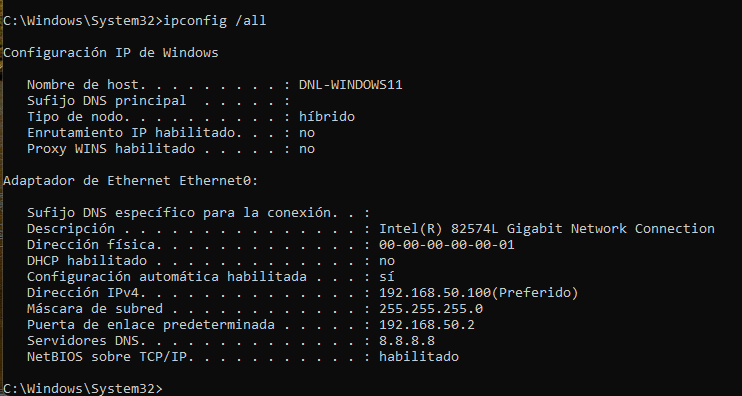 C:\Windows\System32>ipconfig /all
Configuración IP de Windows
Nombre de host. . . . . . . . . : DNL-WINDOWS11
Sufijo DNS principal  . . . . . :
Tipo de nodo. . . . . . . . . . : híbrido
Enrutamiento IP habilitado. . . : no
Proxy WINS habilitado . . . . . : no
Adaptador de Ethernet Ethernet0:
Sufijo DNS específico para la conexión. . :
Descripción . . . . . . . . . . . . . . . : Intel(R) 82574L Gigabit Network Connection
Dirección física. . . . . . . . . . . . . : 00-00-00-00-00-01
DHCP habilitado . . . . . . . . . . . . . : no
Configuración automática habilitada . . . : sí
Dirección IPv4. . . . . . . . . . . . . . : 192.168.50.100(Preferido)
Máscara de subred . . . . . . . . . . . . : 255.255.255.0
Puerta de enlace predeterminada . . . . . : 192.168.50.2
Servidores DNS. . . . . . . . . . . . . . : 8.8.8.8
NetBIOS sobre TCP/IP. . . . . . . . . . . : habilitado
C:\Windows\System32>